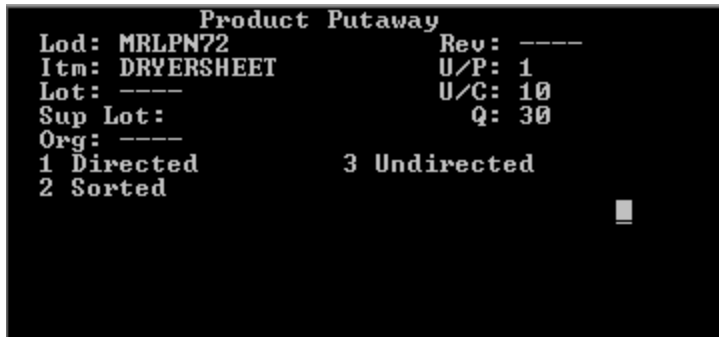 Product Putaway
Lod: MRLPN72 Rev: ----
Itm: DRYERSHEET U/P: 1
Lot: ---- U/C: 10
Sup Lot: Q: 30
Org: ----
1 Directed 3 Undirected
2 Sorted